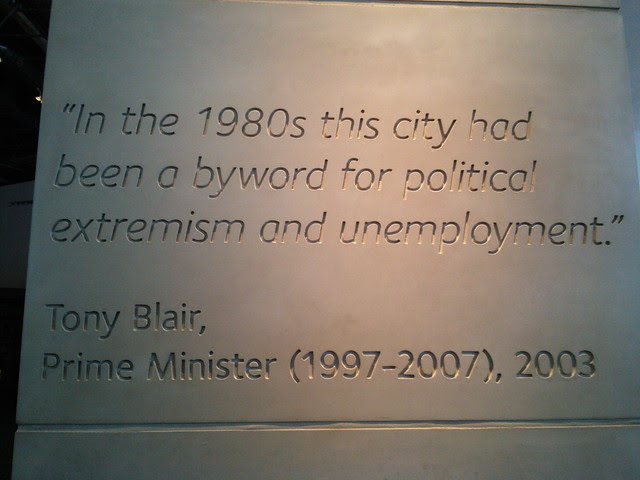 “In the 1980s this city had
been a byword for political
extremism and unemployment.”
Tony Blair,
Prime Minister (1997-2007), 2003